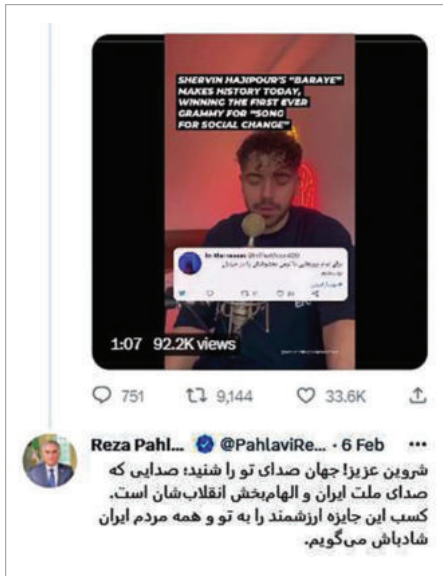 SHERVIN HAJIPOUR'S "BARAYE"
MAKES HISTORY TODAY,
WINNING THE FIRST EVER
GRAMMY FOR "SONG
FOR SOCIAL CHANGE"
1:07 92.2K views
751 9,144 33.6K
Reza Pahl... @PahlaviRe... · 6 Feb
شروین عزیز! جهان صدای تو را شنید؛ صدایی که
صدای ملت ایران و الهام‌بخش انقلاب‌شان است.
کسب این جایزه ارزشمند را به تو و همه مردم ایران
شادباش می‌گویم.